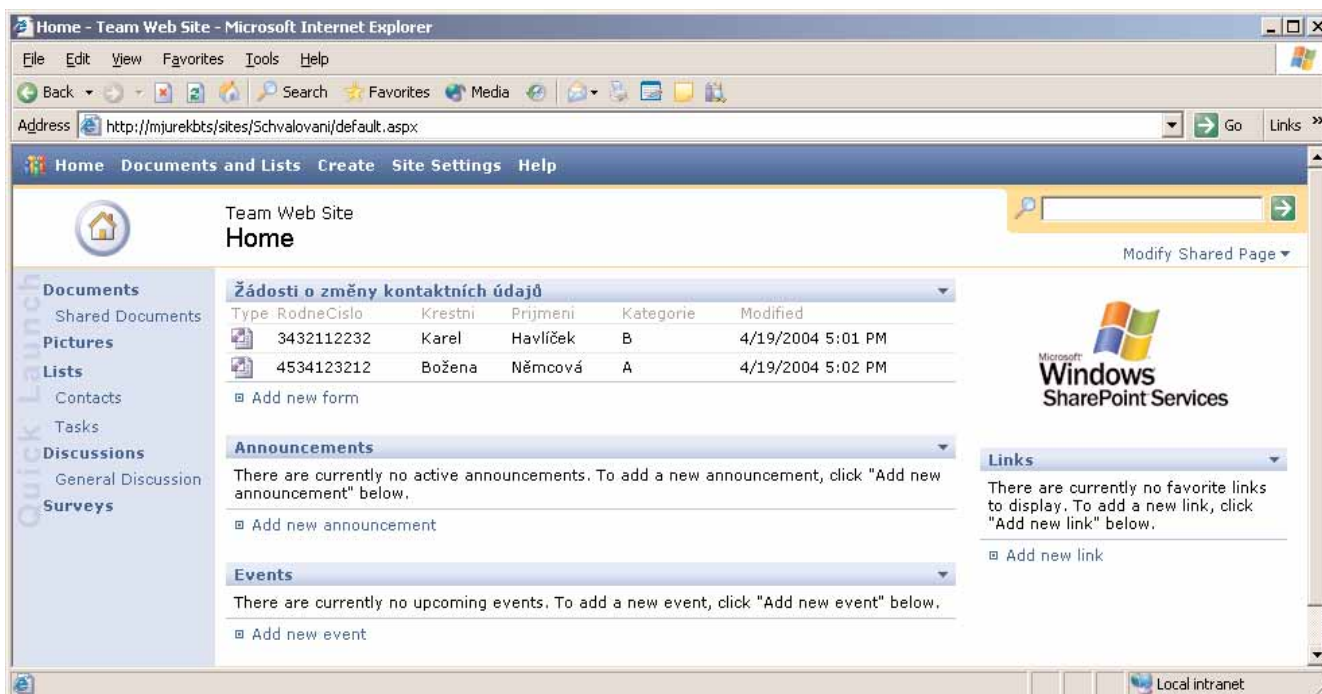 Home - Team Web Site - Microsoft Internet Explorer
File Edit View Favorites Tools Help
Back Search Favorites Media
Address http://mjurekbts/sites/Schvalovani/default.aspx Go Links »
Home Documents and Lists Create Site Settings Help
Team Web Site
Home
Modify Shared Page
Quick Launch
Documents
Shared Documents
Pictures
Lists
Contacts
Tasks
Discussions
General Discussion
Surveys
Žádosti o změny kontaktních údajů
Type RodneCislo Krestni Prijmeni Kategorie Modified
3432112232 Karel Havlíček B 4/19/2004 5:01 PM
4534123212 Božena Němcová A 4/19/2004 5:02 PM
Add new form
Announcements
There are currently no active announcements. To add a new announcement, click "Add new
announcement" below.
Add new announcement
Events
There are currently no upcoming events. To add a new event, click "Add new event" below.
Add new event
Microsoft
Windows
SharePoint Services
Links
There are currently no favorite links
to display. To add a new link, click
"Add new link" below.
Add new link
Local intranet